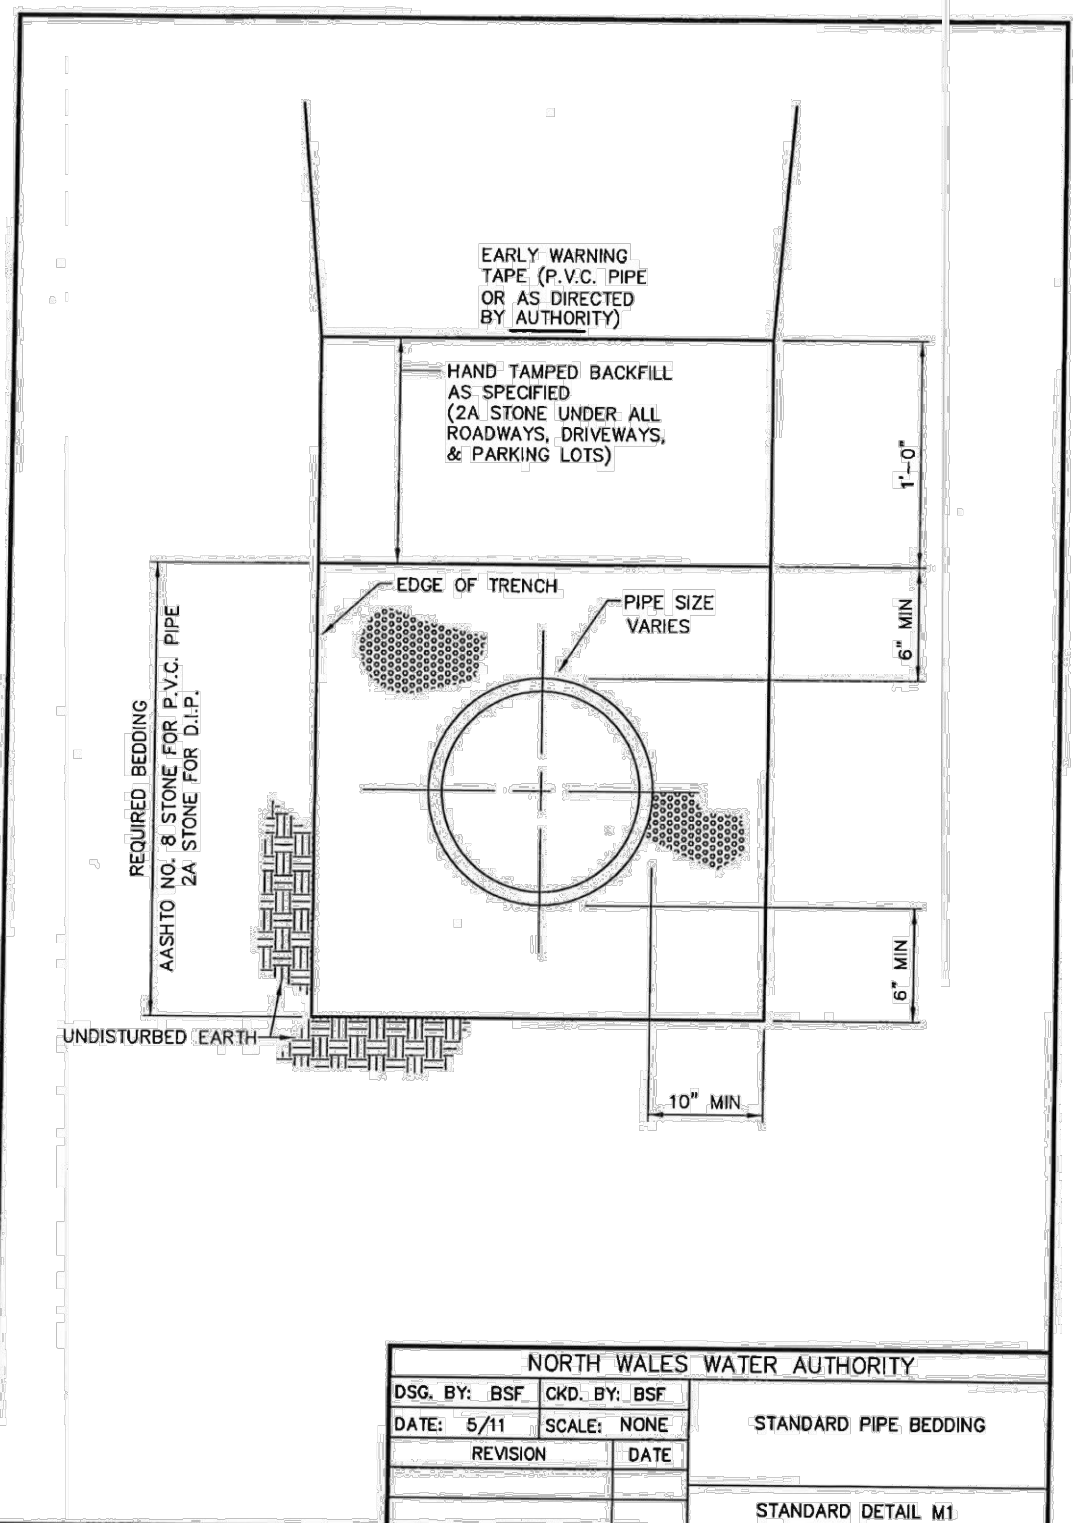 EARLY WARNING
TAPE (P.V.C. PIPE
OR AS DIRECTED
BY AUTHORITY)
HAND TAMPED BACKFILL
AS SPECIFIED
(2A STONE UNDER ALL
ROADWAYS, DRIVEWAYS,
& PARKING LOTS)
1'-0"
EDGE OF TRENCH
PIPE SIZE
VARIES
6" MIN
REQUIRED BEDDING
AASHTO NO. 8 STONE FOR P.V.C. PIPE
2A STONE FOR D.I.P.
6" MIN
UNDISTURBED EARTH
10" MIN
NORTH WALES WATER AUTHORITY
DSG. BY: BSF
CKD. BY: BSF
DATE: 5/11
SCALE: NONE
STANDARD PIPE BEDDING
REVISION
DATE
STANDARD DETAIL M1